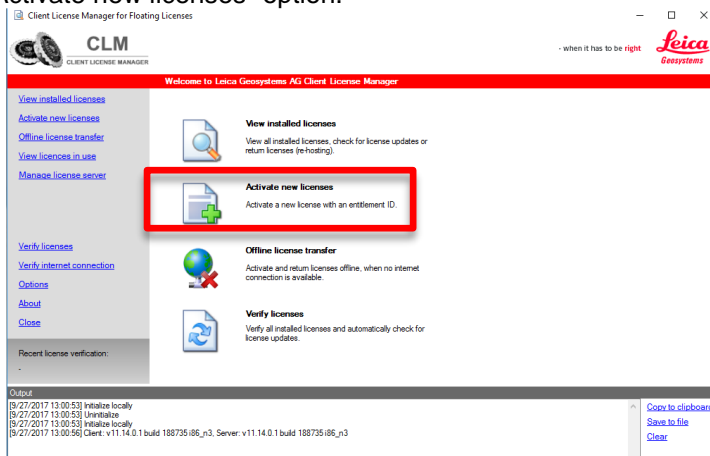 Activate new licenses" option.
Client License Manager for Floating Licenses
CLM
CLIENT LICENSE MANAGER
- when it has to be right
Leica
Geosystems
Welcome to Leica Geosystems AG Client License Manager
View installed licenses
Activate new licenses
Offline license transfer
View licences in use
Manage license server
Verify licenses
Verify internet connection
Options
About
Close
Recent license verification:
-
View installed licenses
View all installed licenses, check for license updates or
return licenses (re-hosting).
Activate new licenses
Activate a new license with an entitlement ID.
Offline license transfer
Activate and return licenses offline, when no internet
connection is available.
Verify licenses
Verify all installed licenses and automatically check for
license updates.
Output
[9/27/2017 13:00:53] Initialize locally
[9/27/2017 13:00:53] Uninitialize
[9/27/2017 13:00:53] Initialize locally
[9/27/2017 13:00:56] Client: v11.14.0.1 build 188735 i86_n3, Server: v11.14.0.1 build 188735 i86_n3
Copy to clipboard
Save to file
Clear